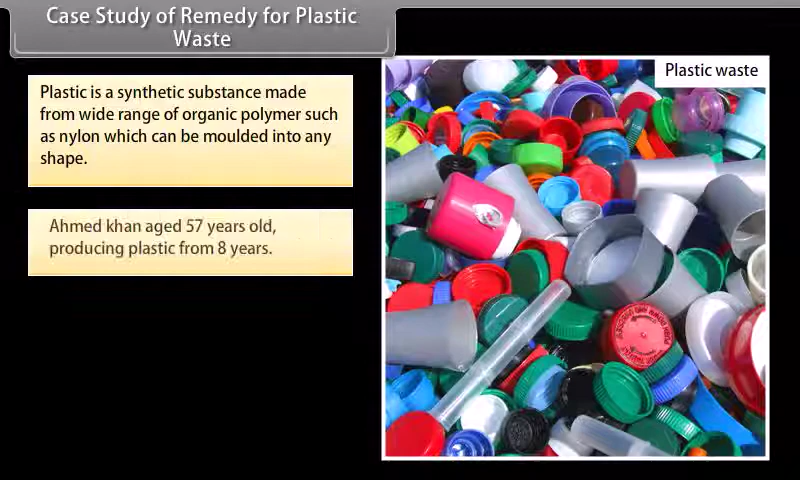 Case Study of Remedy for Plastic
Waste
Plastic waste
Plastic is a synthetic substance made
from wide range of organic polymer such
as nylon which can be moulded into any
shape.
Ahmed khan aged 57 years old,
producing plastic from 8 years.